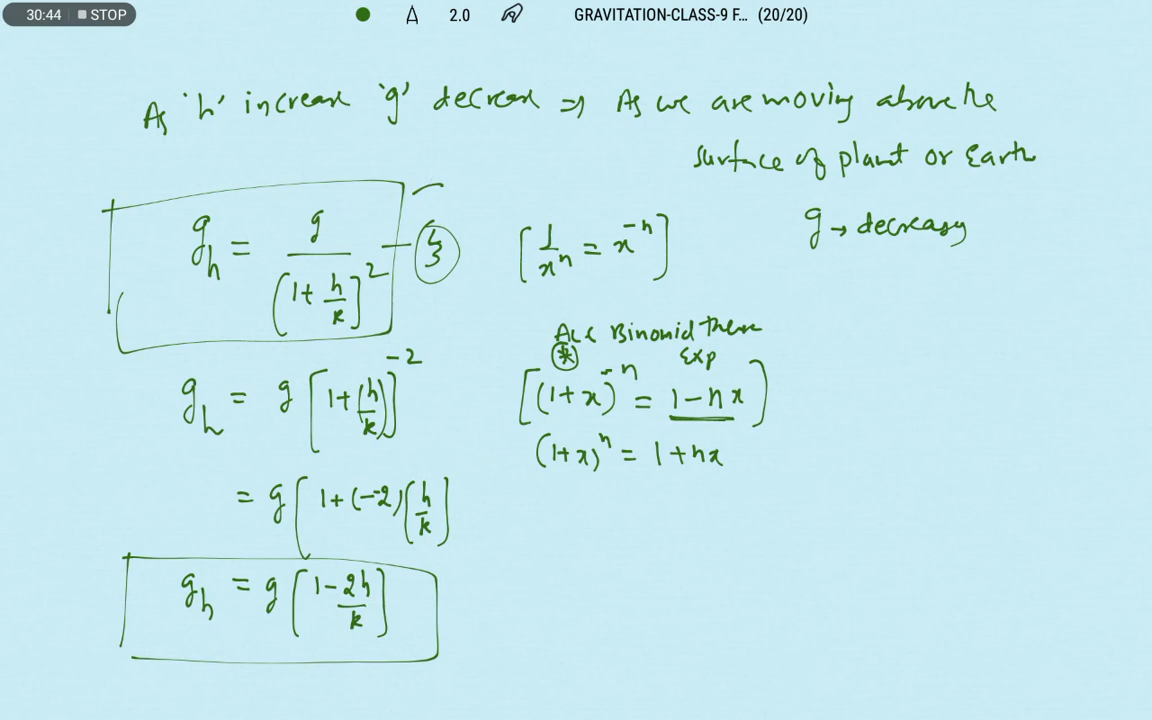 30:44 STOP 2.0 GRAVITATION-CLASS-9 F... (20/20)
As 'h' increase 'g' decrease ⇒ As we are moving above the
surface of plant or Earth
g → decreasy
g_h = g / (1 + h/R)^2 — 3
[1/x^n = x^-n]
Acc Binomid theore
Exp
g_h = g [1 + (h/R)]^-2
* [(1+x)^-n = 1-nx]
(1+x)^n = 1+nx
= g [1+(-2)(h/R)]
g_h = g [1-2h/R]